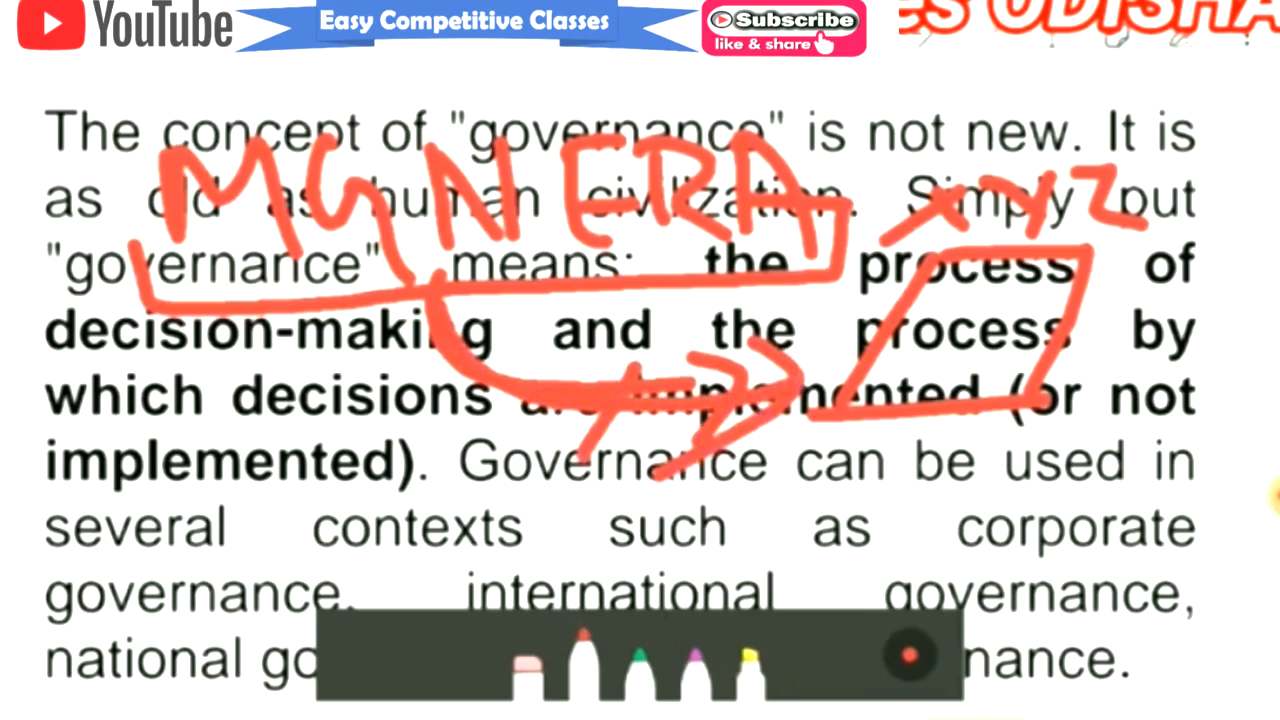 YouTube Easy Competitive Classes Subscribe ODISHA
like & share
The concept of "governance" is not new. It is
MGNERA XYZ
as old as human civilization. Simply put
"governance" means: the process of
decision-making and the process by
which decisions are implemented (or not
implemented). Governance can be used in
several contexts such as corporate
governance, international governance,
national